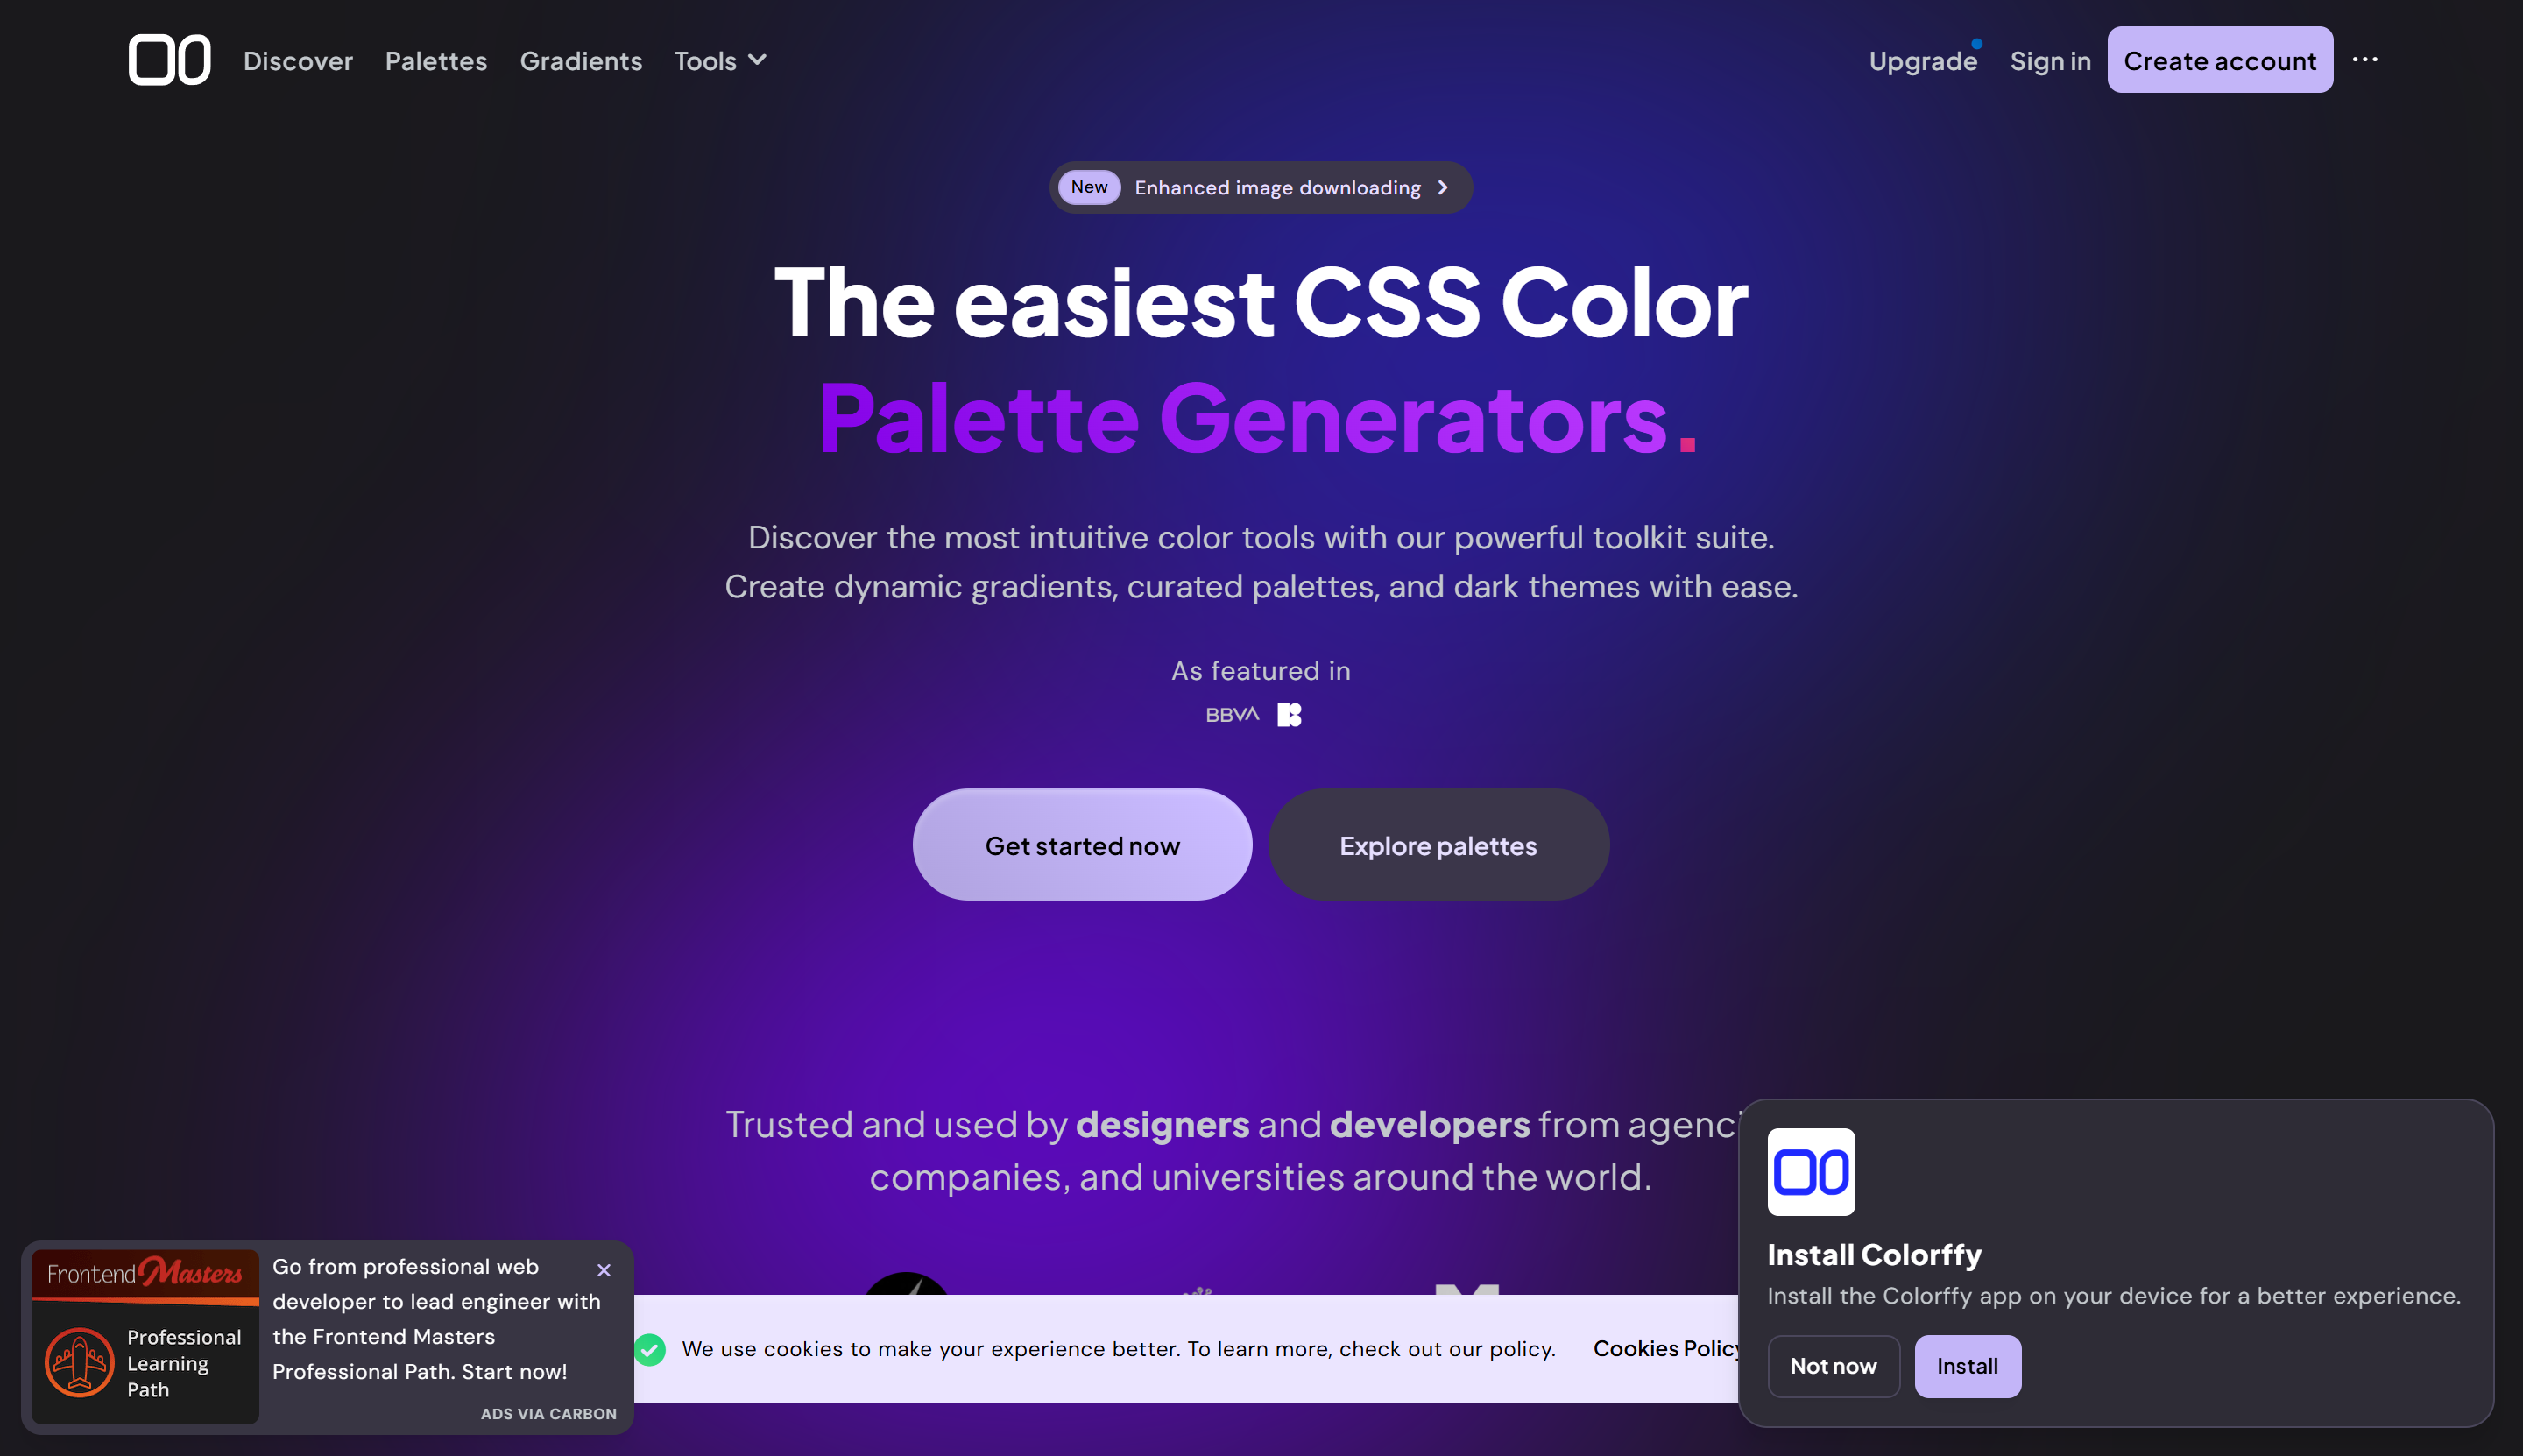 Discover Palettes Gradients Tools
Upgrade Sign in Create account
New Enhanced image downloading
The easiest CSS Color
Palette Generators.
Discover the most intuitive color tools with our powerful toolkit suite.
Create dynamic gradients, curated palettes, and dark themes with ease.
As featured in
BBVA
Get started now
Explore palettes
Trusted and used by designers and developers from agenci
companies, and universities around the world.
Frontend Masters
Professional
Learning
Path
Go from professional web
developer to lead engineer with
the Frontend Masters
Professional Path. Start now!
ADS VIA CARBON
We use cookies to make your experience better. To learn more, check out our policy.
Cookies Policy
Install Colorffy
Install the Colorffy app on your device for a better experience.
Not now
Install